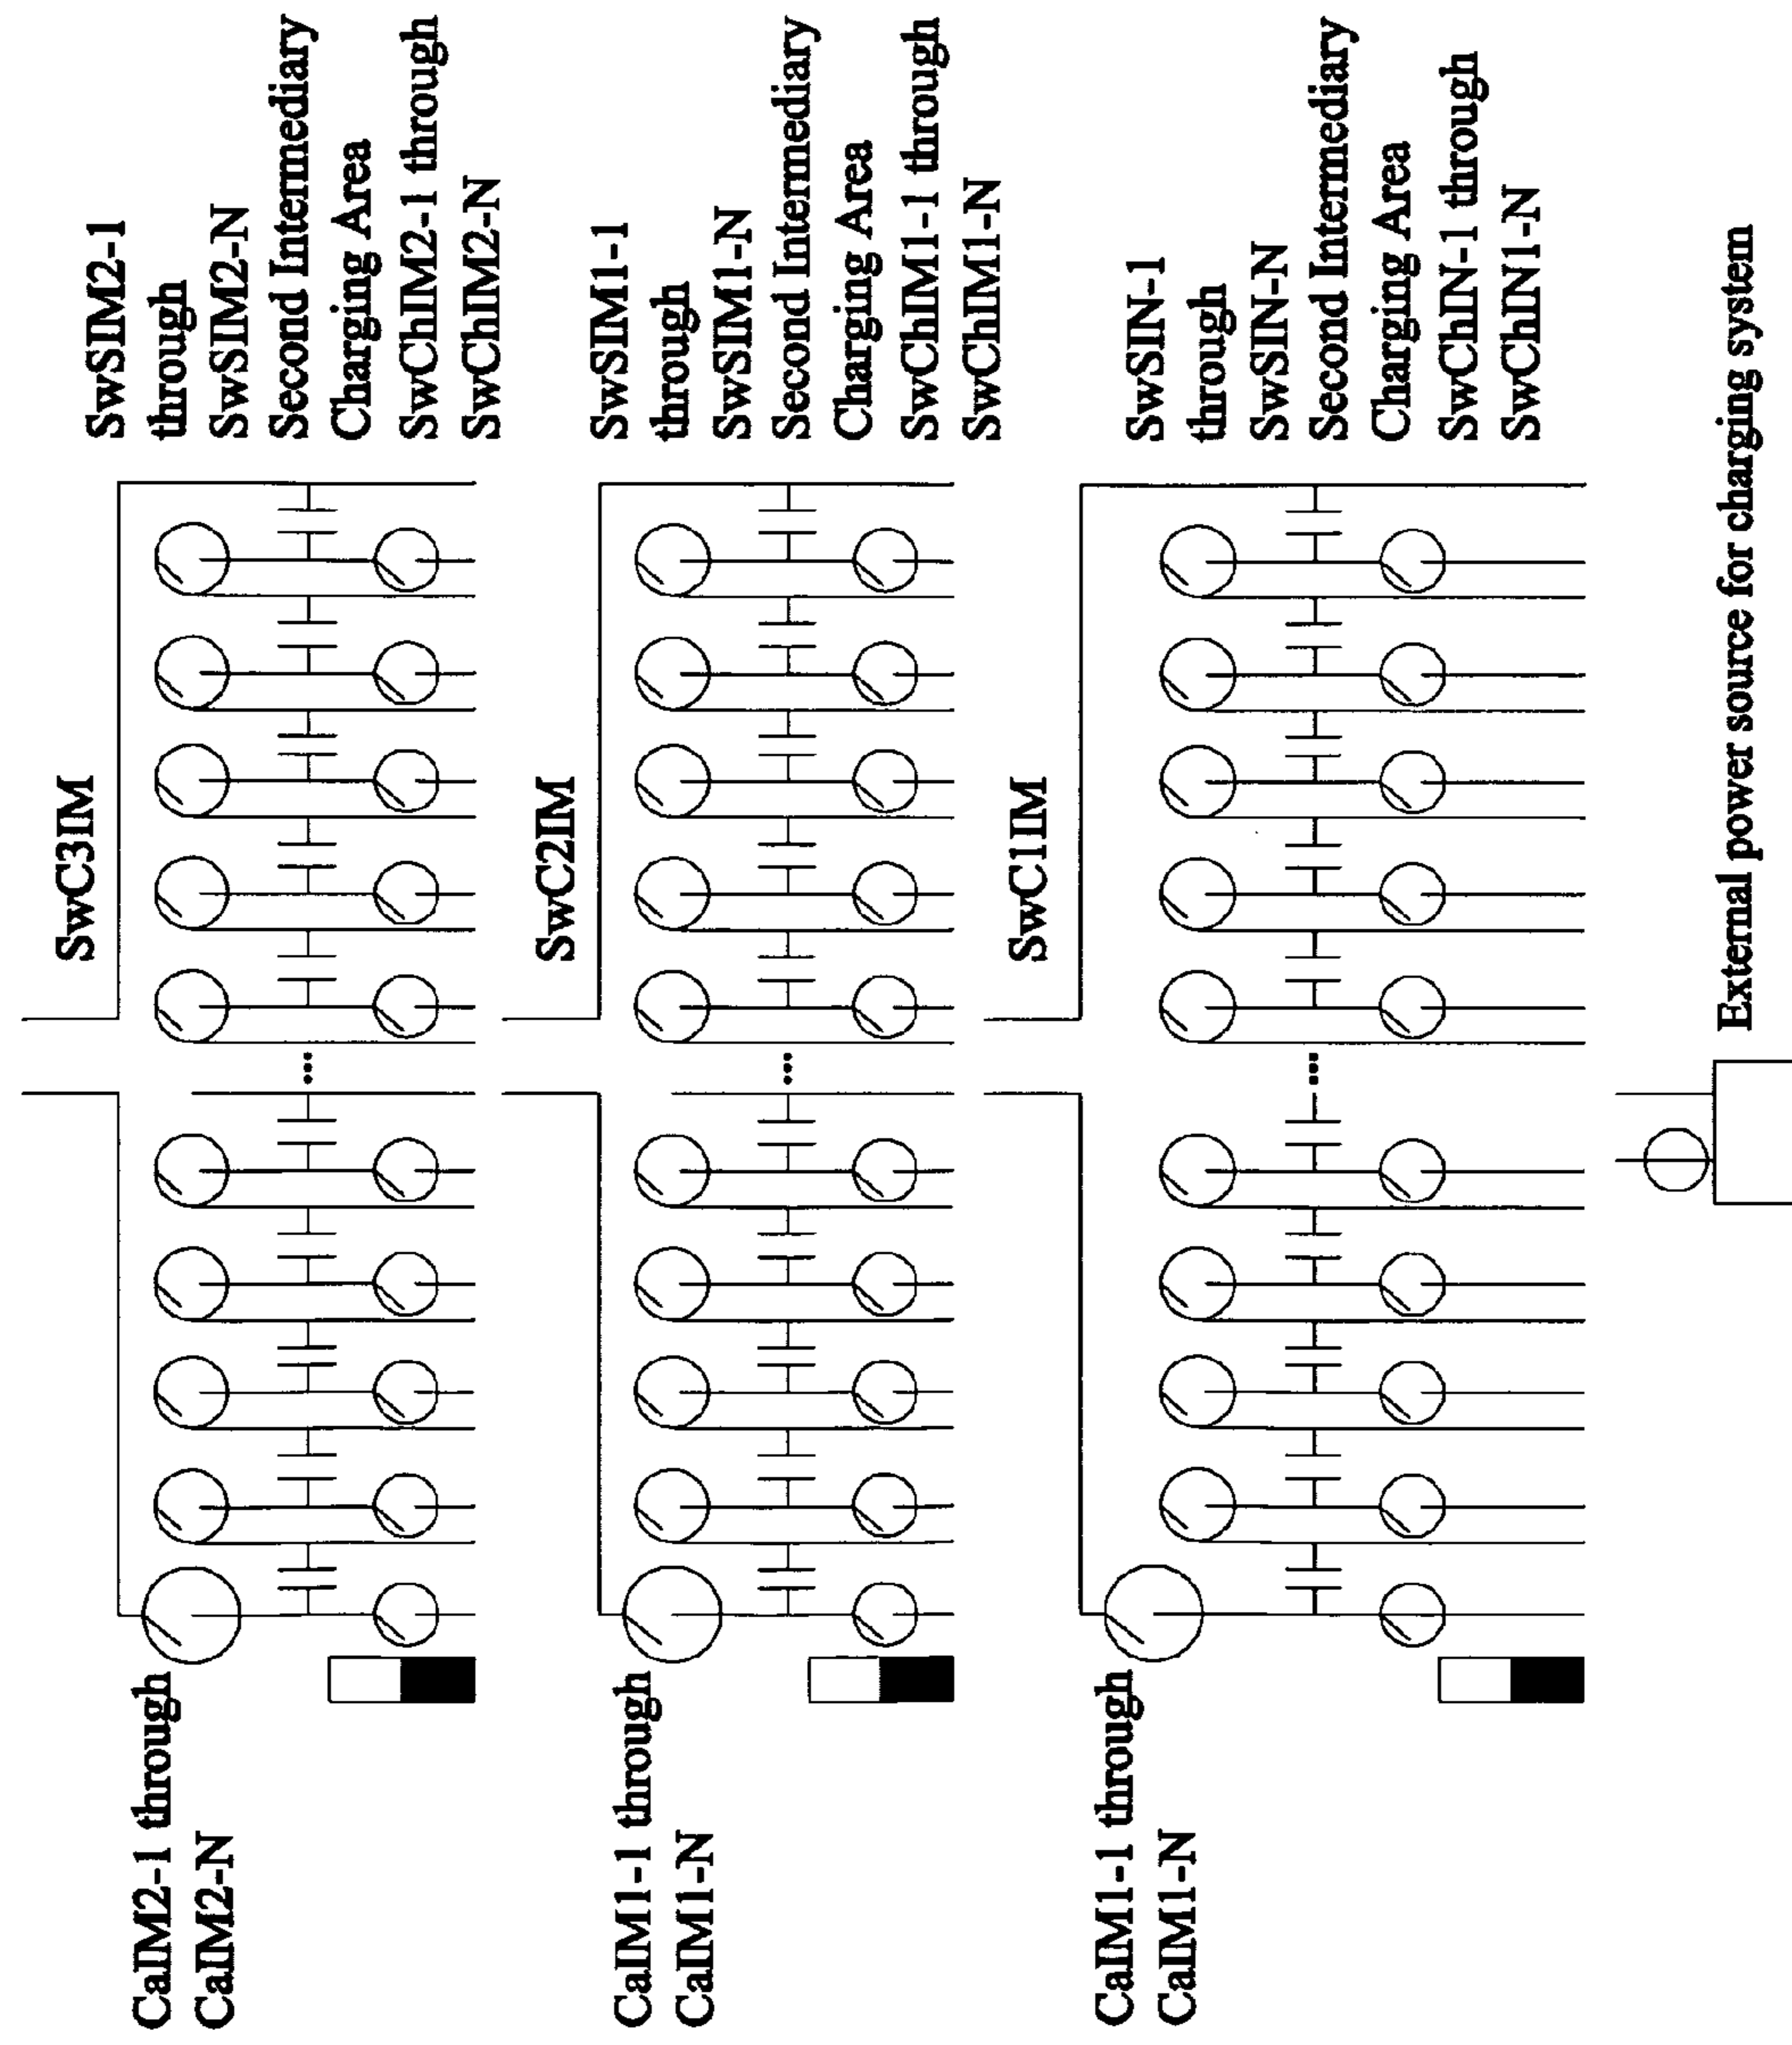 SwC3IM
CaIM2-1 through
CaIM2-N
SwSIM2-1
through
SwSIM2-N
Second Intermediary
Charging Area
SwChIM2-1 through
SwChIM2-N
SwC2IM
CaIM1-1 through
CaIM1-N
SwSIM1-1
through
SwSIM1-N
Second Intermediary
Charging Area
SwChIM1-1 through
SwChIM1-N
SwC1IM
CaIM1-1 through
CaIM1-N
SwSIN-1
through
SwSIN-N
Second Intermediary
Charging Area
SwChIN-1 through
SwChIN1-N
External power source for charging system